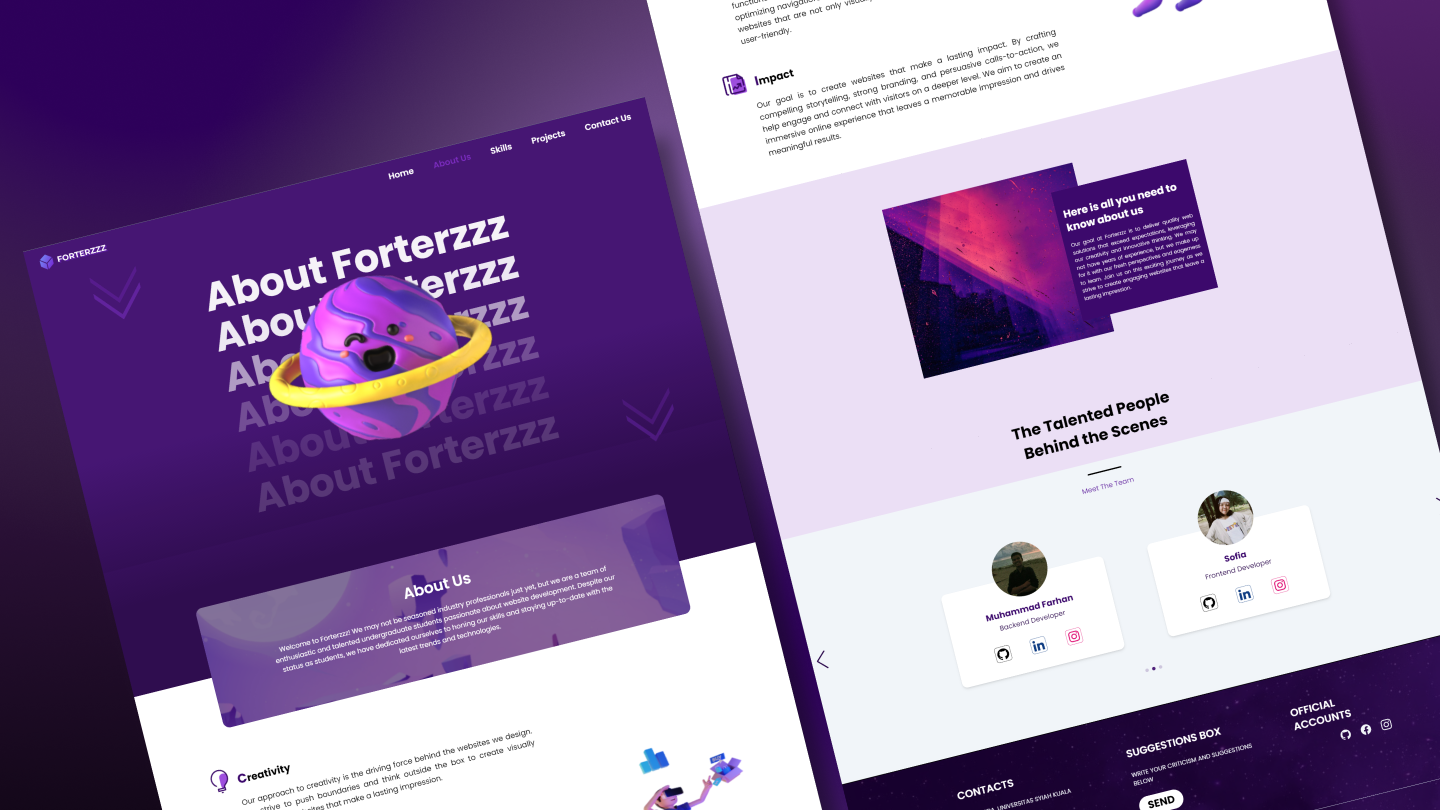 FORTERZZZ
Home
About Us
Skills
Projects
Contact Us
About Forterzzz
About Forterzzz
About Forterzzz
About Forterzzz
About Forterzzz
About Forterzzz
About Us
Welcome to Forterzzz! We may not be seasoned industry professionals just yet, but we are a team of
enthusiastic and talented undergraduate students passionate about website development. Despite our
status as students, we have dedicated ourselves to honing our skills and staying up-to-date with the
latest trends and technologies.
Creativity
Our approach to creativity is the driving force behind the websites we design.
to push boundaries and think outside the box to create visually
that make a lasting impression.
optimizing
websites that are not only
user-friendly.
Impact
Our goal is to create websites that make a lasting impact. By crafting
compelling storytelling, strong branding, and persuasive calls-to-action, we
help engage and connect with visitors on a deeper level. We aim to create an
immersive online experience that leaves a memorable impression and drives
meaningful results.
Here is all you need to
know about us
Our goal at Forterzzz is to deliver quality web
solutions that exceed expectations, leveraging
our creativity and innovative thinking. We may
not have years of experience, but we make up
for it with our fresh perspectives and eagerness
to learn. Join us on this exciting journey as we
strive to create engaging websites that leave a
lasting impression.
The Talented People
Behind the Scenes
Meet The Team
Muhammad Farhan
Backend Developer
in
Sofia
Frontend Developer
in
CONTACTS
UNIVERSITAS SYIAH KUALA
SUGGESTIONS BOX
WRITE YOUR CRITICISM AND SUGGESTIONS
BELOW
SEND
OFFICIAL
ACCOUNTS